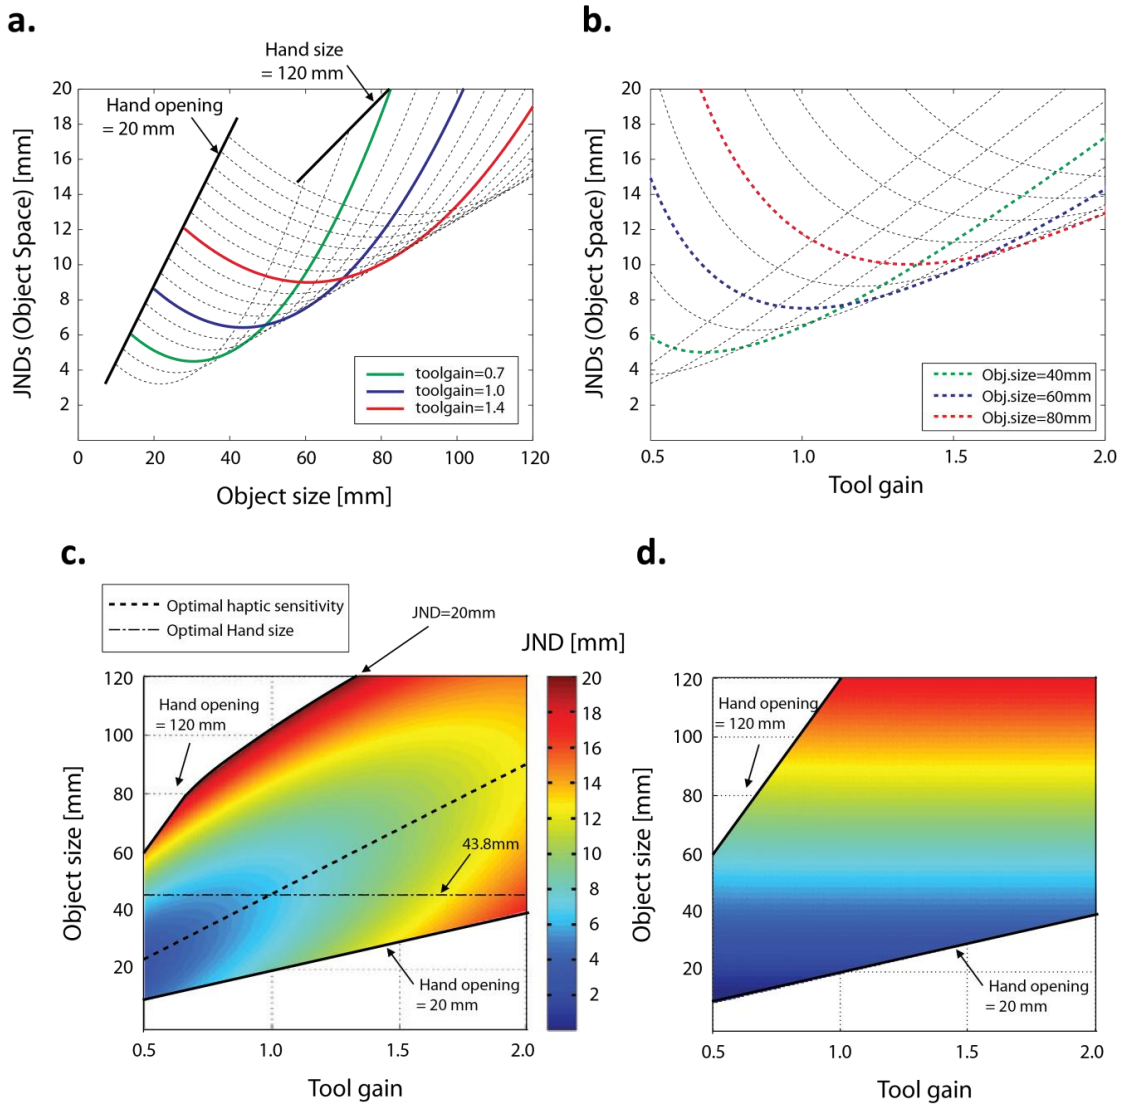 a.
Hand size
= 120 mm
Hand opening
= 20 mm
JNDs (Object Space) [mm]
20
18
16
14
12
10
8
6
4
2
toolgain=0.7
toolgain=1.0
toolgain=1.4
0 20 40 60 80 100 120
Object size [mm]
b.
JNDs (Object Space) [mm]
20
18
16
14
12
10
8
6
4
2
Obj.size=40mm
Obj.size=60mm
Obj.size=80mm
0.5 1.0 1.5 2.0
Tool gain
c.
Optimal haptic sensitivity
Optimal Hand size
JND=20mm
JND [mm]
Hand opening
= 120 mm
43.8mm
Hand opening
= 20 mm
Object size [mm]
120
100
80
60
40
20
0.5 1.0 1.5 2.0
Tool gain
20
18
16
14
12
10
8
6
4
2
d.
Hand opening
= 120 mm
Hand opening
= 20 mm
Object size [mm]
120
100
80
60
40
20
0.5 1.0 1.5 2.0
Tool gain